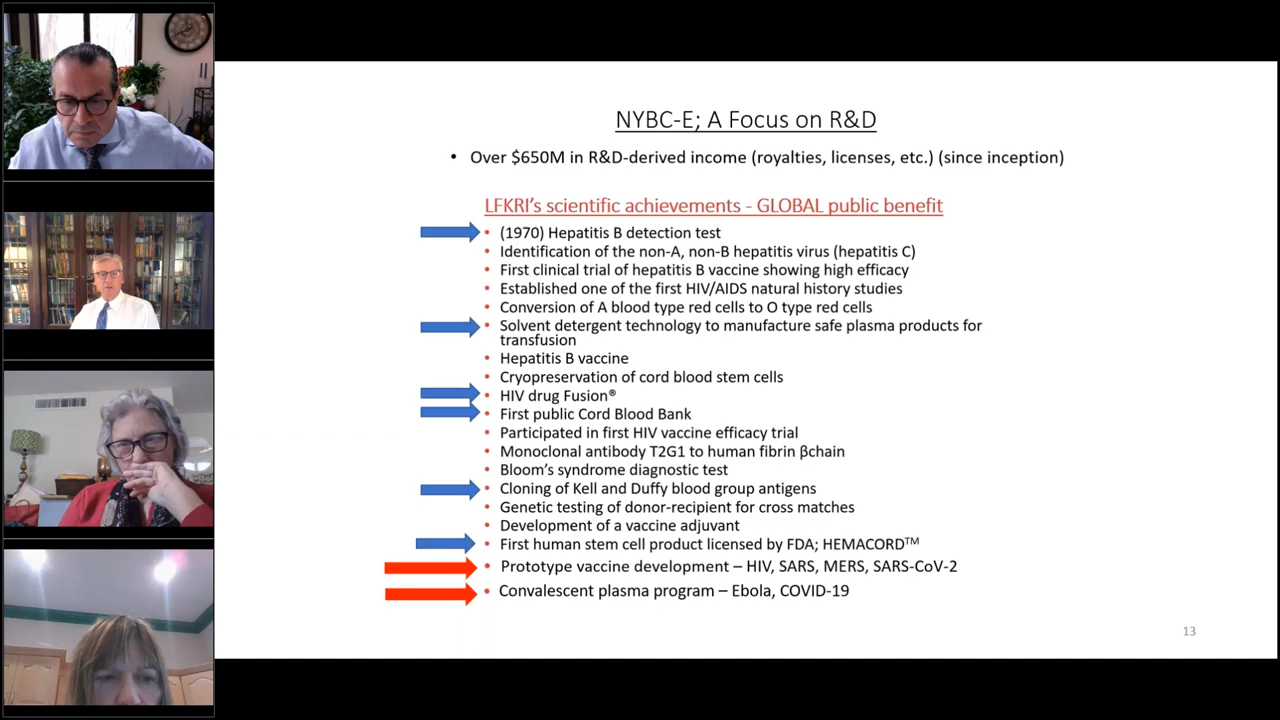 NYBC-E; A Focus on R&D
• Over $650M in R&D-derived income (royalties, licenses, etc.) (since inception)
LFKRI’s scientific achievements - GLOBAL public benefit
• (1970) Hepatitis B detection test
• Identification of the non-A, non-B hepatitis virus (hepatitis C)
• First clinical trial of hepatitis B vaccine showing high efficacy
• Established one of the first HIV/AIDS natural history studies
• Conversion of A blood type red cells to O type red cells
• Solvent detergent technology to manufacture safe plasma products for
transfusion
• Hepatitis B vaccine
• Cryopreservation of cord blood stem cells
• HIV drug Fusion®
• First public Cord Blood Bank
• Participated in first HIV vaccine efficacy trial
• Monoclonal antibody T2G1 to human fibrin βchain
• Bloom’s syndrome diagnostic test
• Cloning of Kell and Duffy blood group antigens
• Genetic testing of donor-recipient for cross matches
• Development of a vaccine adjuvant
• First human stem cell product licensed by FDA; HEMACORD™
• Prototype vaccine development – HIV, SARS, MERS, SARS-CoV-2
• Convalescent plasma program – Ebola, COVID-19
13